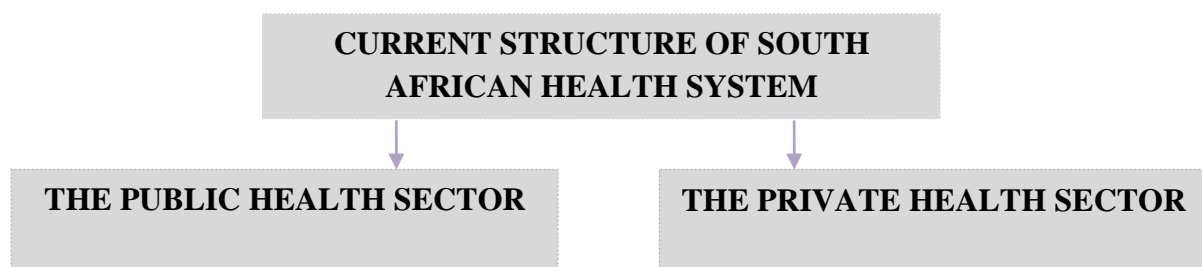 CURRENT STRUCTURE OF SOUTH
AFRICAN HEALTH SYSTEM
THE PUBLIC HEALTH SECTOR
THE PRIVATE HEALTH SECTOR